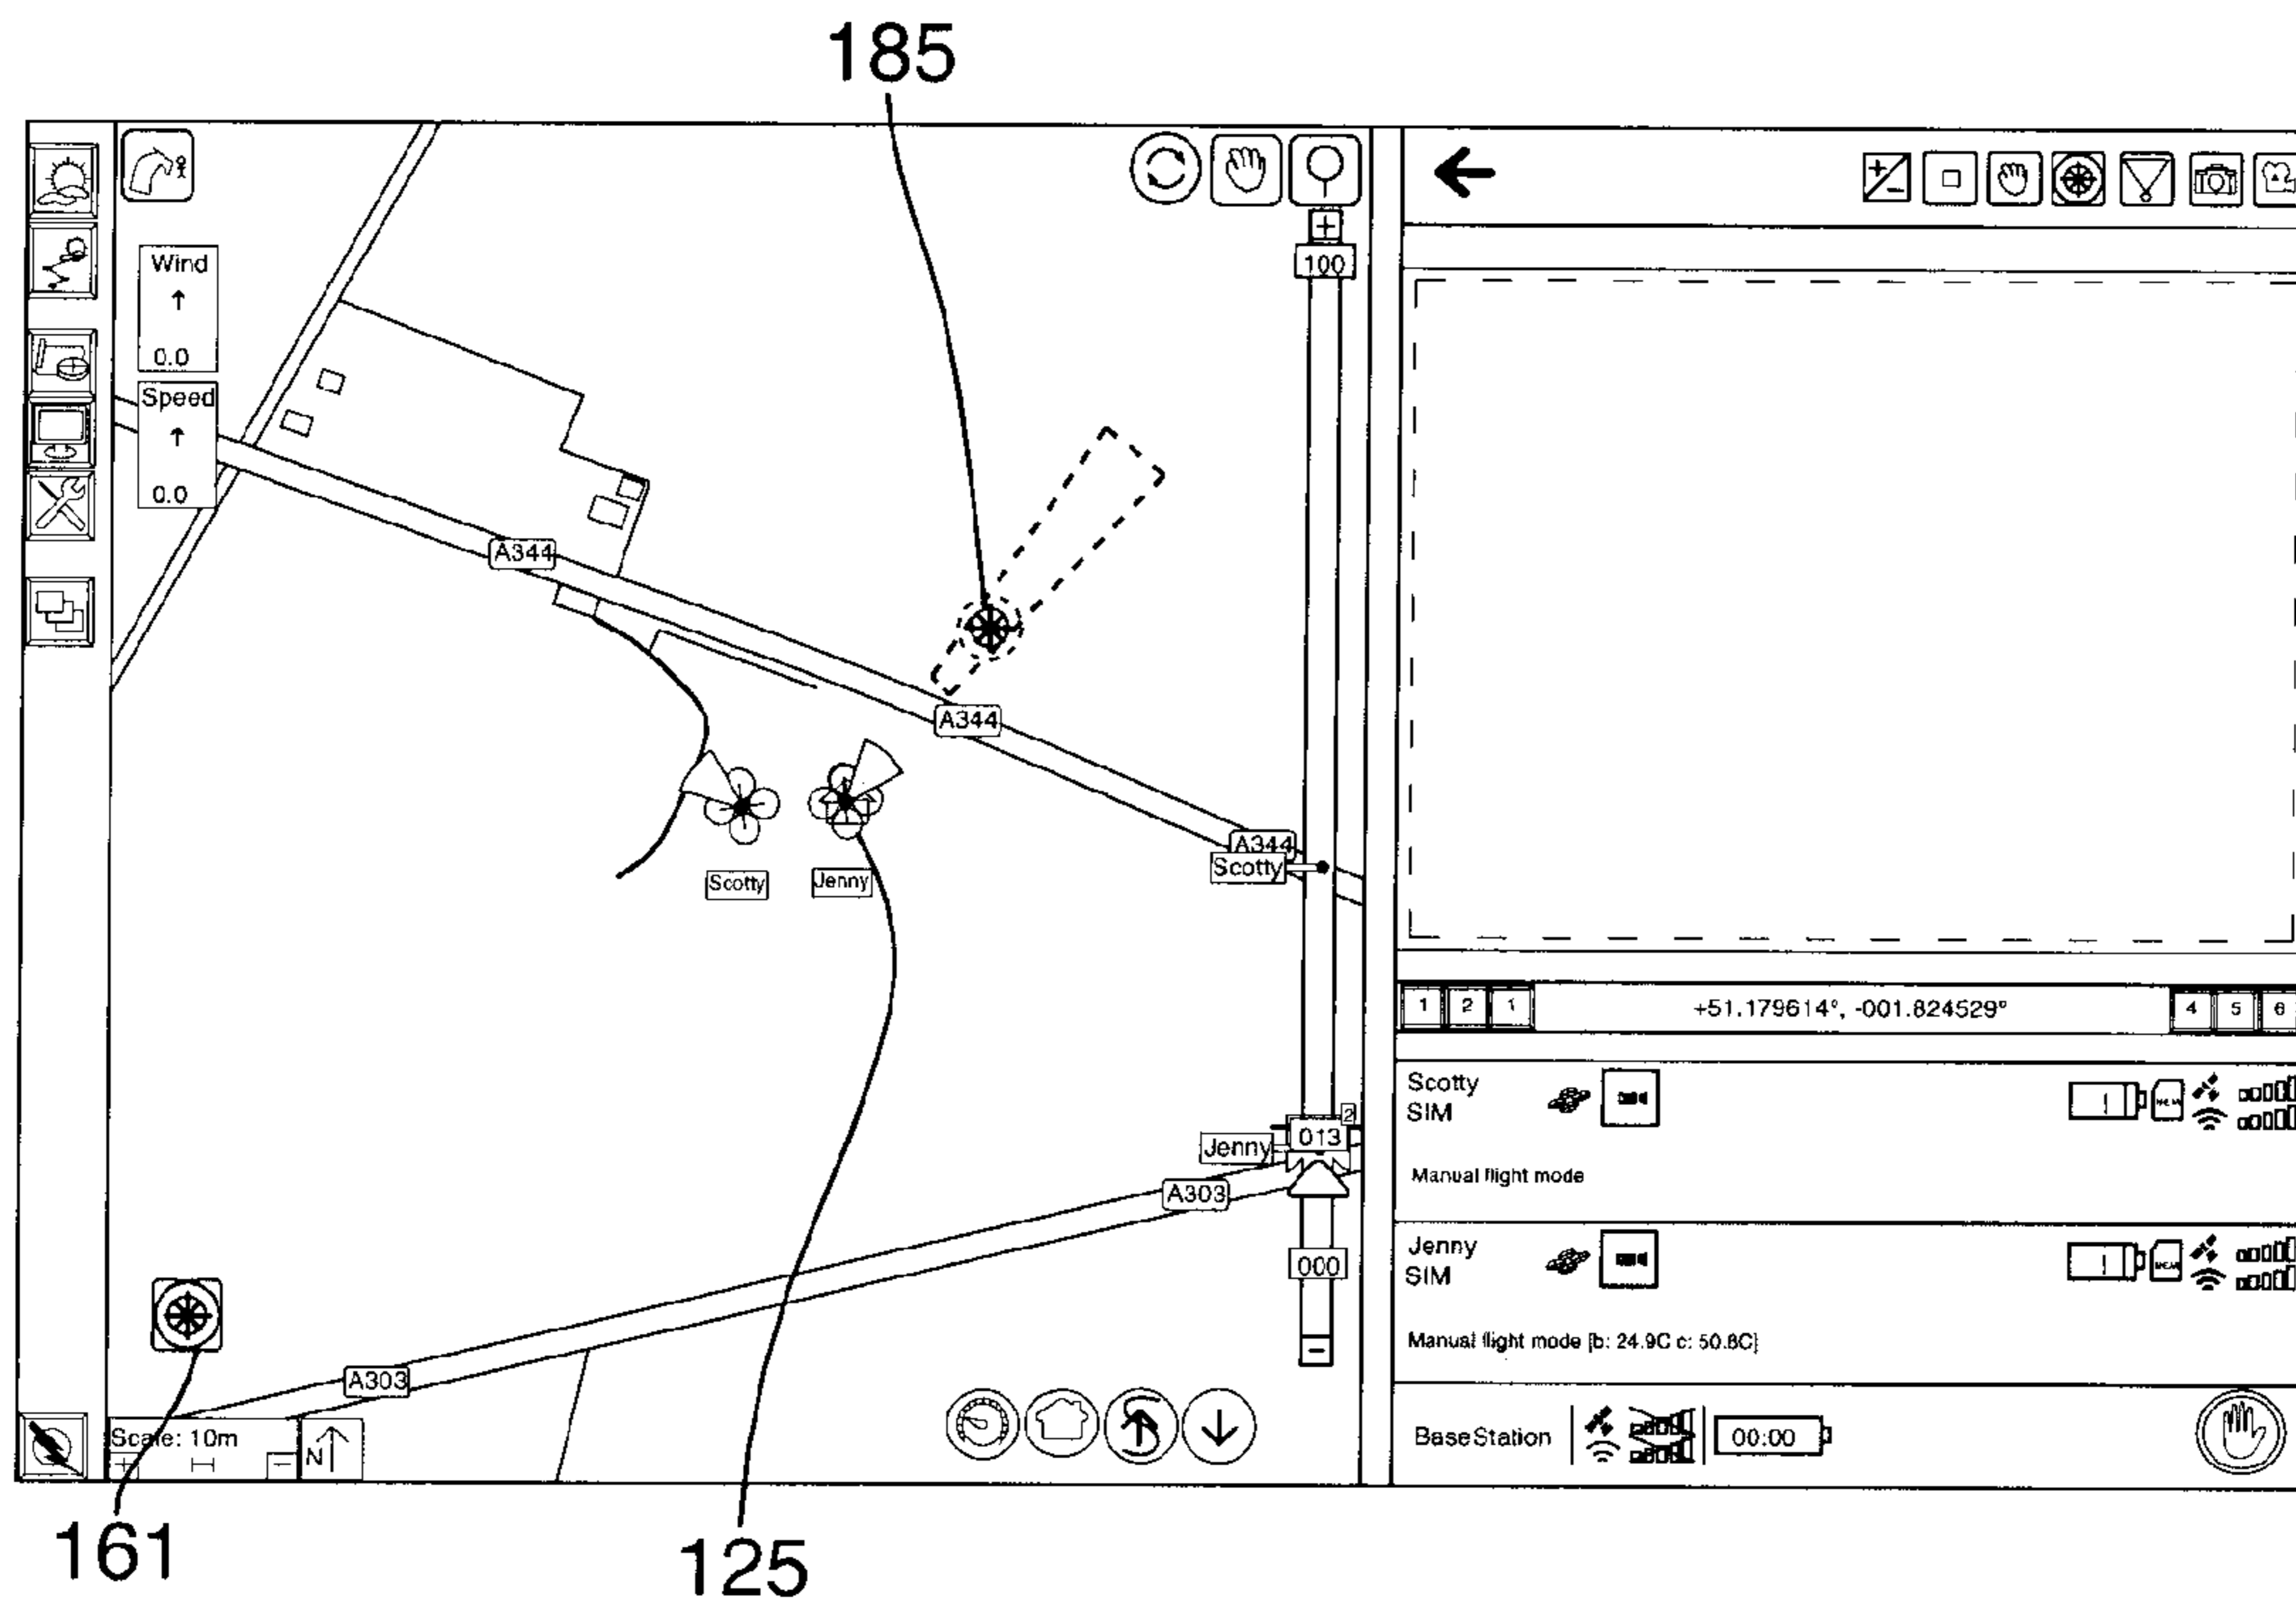 185
Wind
0.0
Speed
0.0
100
A344
A344
A344
Scotty
Scotty
Jenny
2
013
Jenny
A303
000
A303
Scale: 10m
N
1 2 1 +51.179614°, -001.824529° 4 5 6
Scotty
SIM
Manual flight mode
Jenny
SIM
Manual flight mode [b: 24.9C c: 50.8C]
BaseStation 00:00
161
125